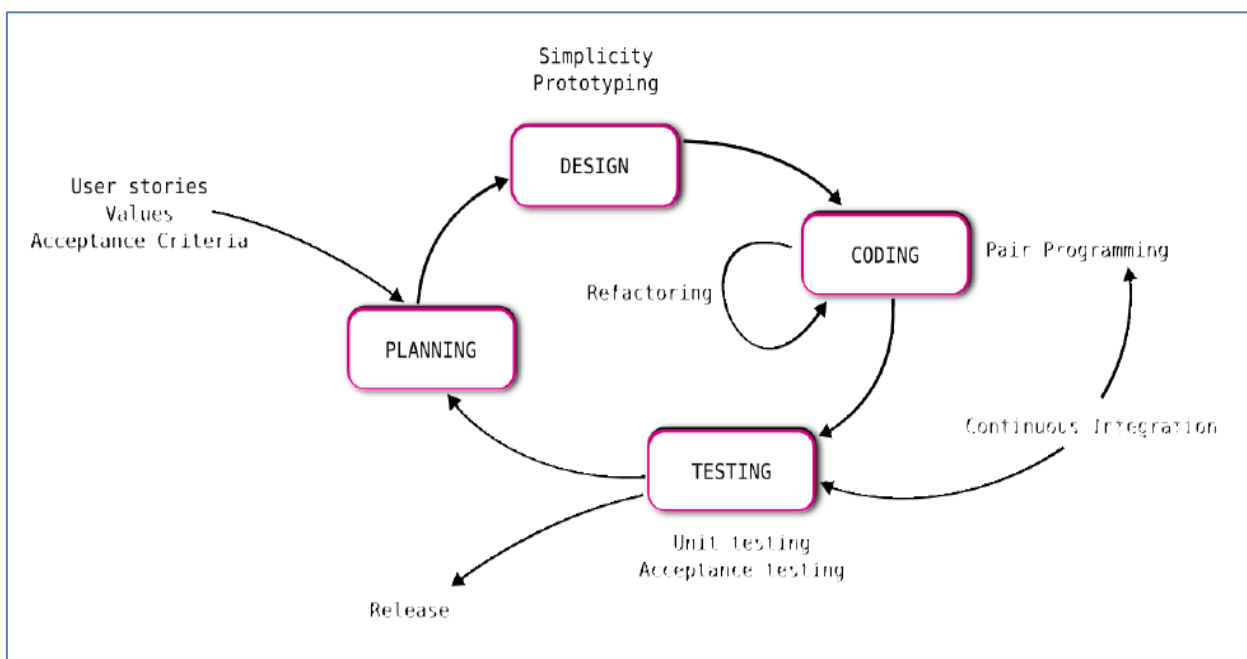 Simplicity
Prototyping
DESIGN
User stories
Values
Acceptance Criteria
CODING
Pair Programming
Refactoring
PLANNING
Continuous Integration
TESTING
Unit testing
Acceptance testing
Release